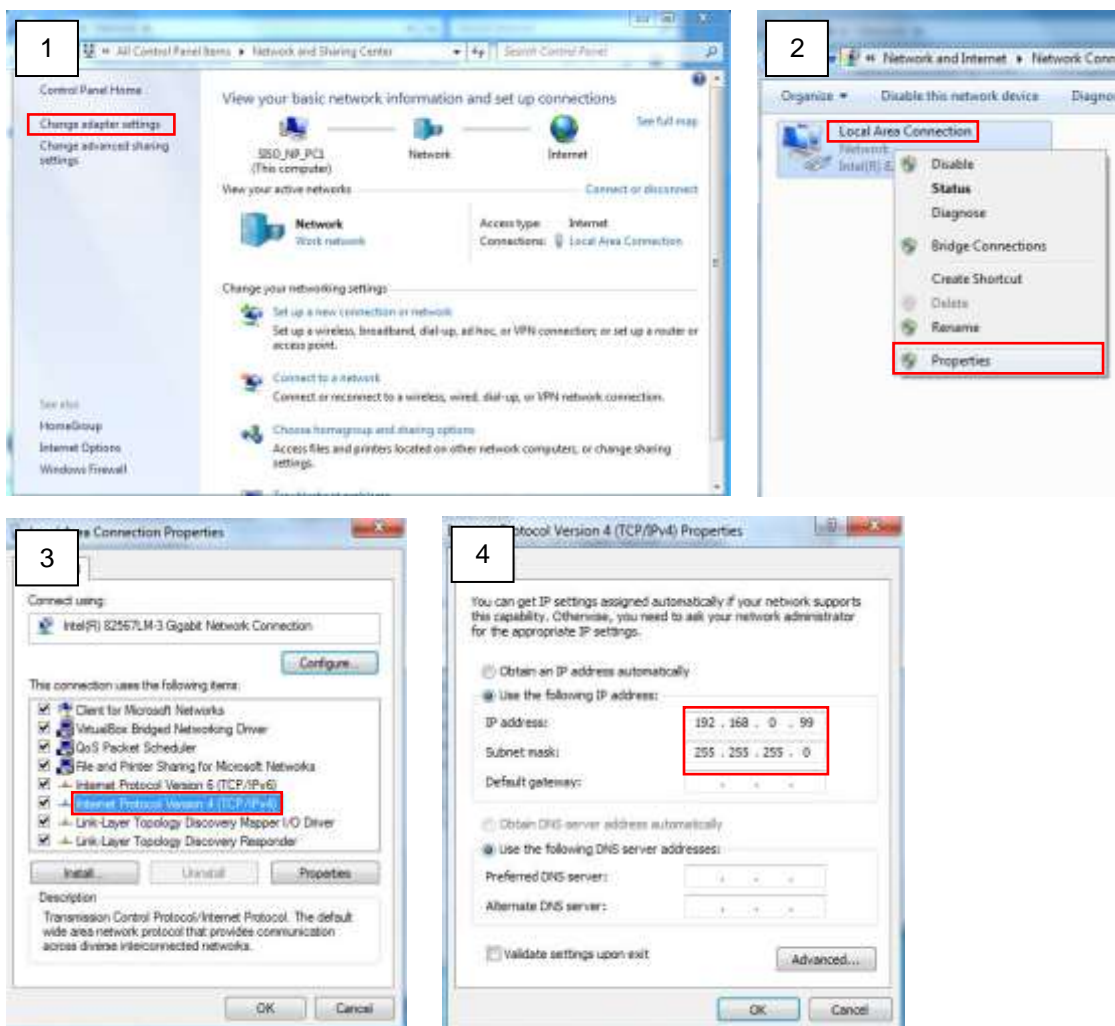 1
All Control Panel Items ▸ Network and Sharing Center
Search Control Panel
Control Panel Home
Change adapter settings
Change advanced sharing
settings
See also
HomeGroup
Internet Options
Windows Firewall
View your basic network information and set up connections
See full map
(This computer)
Network
Internet
View your active networks
Connect or disconnect
Network
Work network
Access type: Internet
Connections: Local Area Connection
Change your networking settings
Set up a new connection or network
Set up a wireless, broadband, dial-up, ad hoc, or VPN connection; or set up a router or
access point.
Connect to a network
Connect or reconnect to a wireless, wired, dial-up, or VPN network connection.
Choose homegroup and sharing options
Access files and printers located on other network computers, or change sharing
settings.
2
« Network and Internet ▸ Network Conn
Organize
Disable this network device
Diagno
Local Area Connection
Network
Intel(R) 8
Disable
Status
Diagnose
Bridge Connections
Create Shortcut
Delete
Rename
Properties
3
Connection Properties
Connect using:
Intel(R) 82567LM-3 Gigabit Network Connection
Configure...
This connection uses the following items:
Client for Microsoft Networks
VirtualBox Bridged Networking Driver
QoS Packet Scheduler
File and Printer Sharing for Microsoft Networks
Internet Protocol Version 6 (TCP/IPv6)
Internet Protocol Version 4 (TCP/IPv4)
Link-Layer Topology Discovery Mapper I/O Driver
Link-Layer Topology Discovery Responder
Install...
Uninstall
Properties
Description
Transmission Control Protocol/Internet Protocol. The default
wide area network protocol that provides communication
across diverse interconnected networks.
OK
Cancel
4
otocol Version 4 (TCP/IPv4) Properties
You can get IP settings assigned automatically if your network supports
this capability. Otherwise, you need to ask your network administrator
for the appropriate IP settings.
Obtain an IP address automatically
Use the following IP address:
IP address: 192 . 168 . 0 . 99
Subnet mask: 255 . 255 . 255 . 0
Default gateway: . . .
Obtain DNS server address automatically
Use the following DNS server addresses:
Preferred DNS server: . . .
Alternate DNS server: . . .
Validate settings upon exit
Advanced...
OK
Cancel